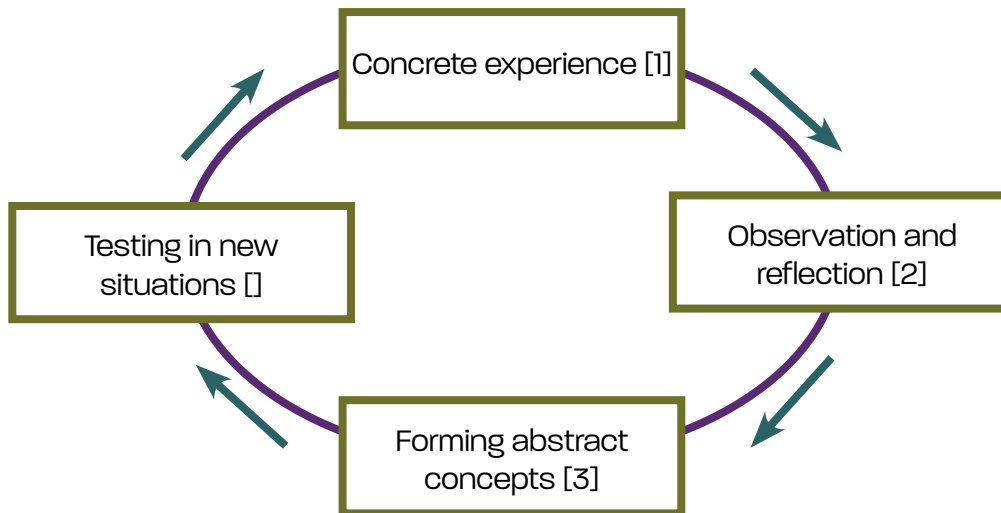 Concrete experience [1]
Observation and
reflection [2]
Forming abstract
concepts [3]
Testing in new
situations []